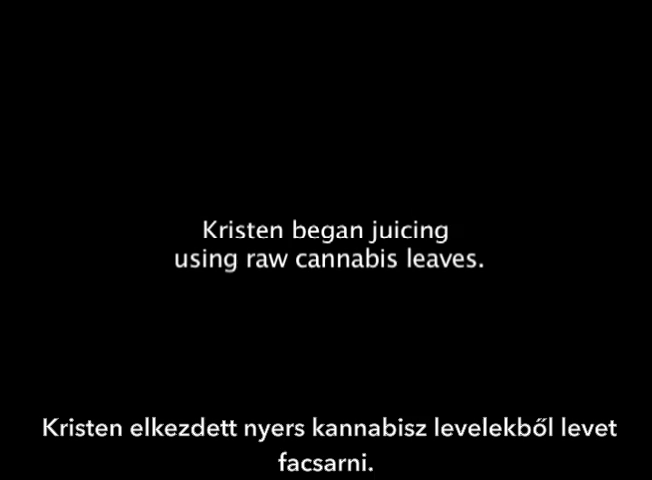 Kristen began juicing
using raw cannabis leaves.
Kristen elkezdett nyers kannabisz levelekből levet
facsarni.